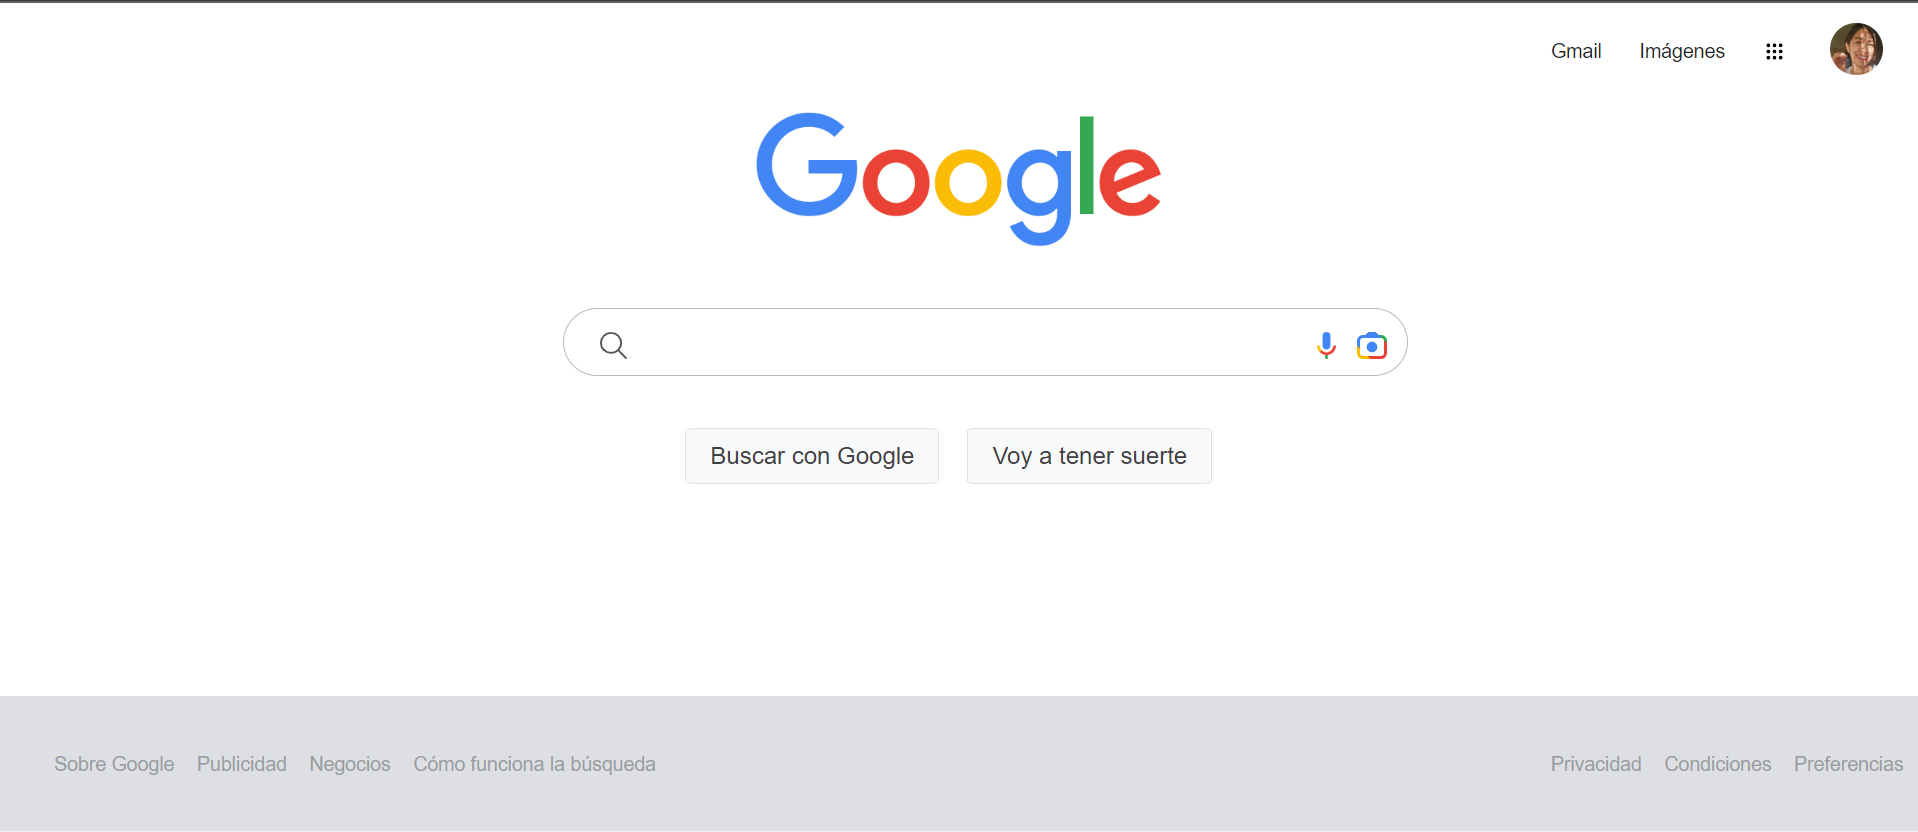 Gmail Imágenes
Google
Buscar con Google Voy a tener suerte
Sobre Google Publicidad Negocios Cómo funciona la búsqueda Privacidad Condiciones Preferencias